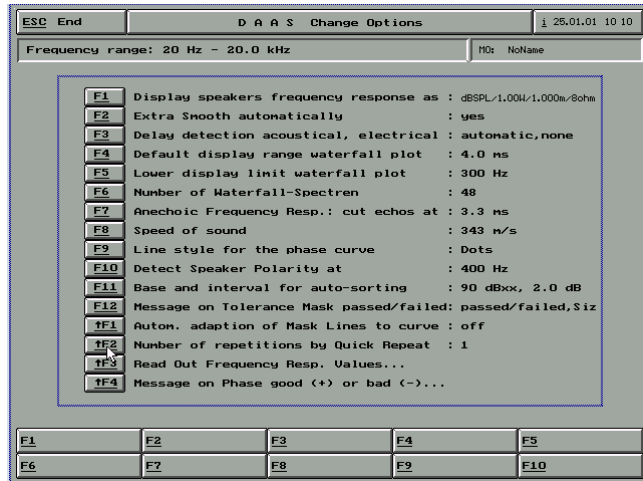 ESC End
D A A S Change Options
i 25.01.01 10 10
Frequency range: 20 Hz - 20.0 kHz
M0: NoName
F1 Display speakers frequency response as : dBSPL/1.00W/1.000m/8ohm
F2 Extra Smooth automatically : yes
F3 Delay detection acoustical, electrical : automatic,none
F4 Default display range waterfall plot : 4.0 ms
F5 Lower display limit waterfall plot : 300 Hz
F6 Number of Waterfall-Spectren : 48
F7 Anechoic Frequency Resp.: cut echos at : 3.3 ms
F8 Speed of sound : 343 m/s
F9 Line style for the phase curve : Dots
F10 Detect Speaker Polarity at : 400 Hz
F11 Base and interval for auto-sorting : 90 dBxx, 2.0 dB
F12 Message on Tolerance Mask passed/failed: passed/failed,Siz
↑F1 Autom. adaption of Mask Lines to curve : off
↑F2 Number of repetitions by Quick Repeat : 1
↑F3 Read Out Frequency Resp. Values...
↑F4 Message on Phase good (+) or bad (-)...
F1 F2 F3 F4 F5
F6 F7 F8 F9 F10